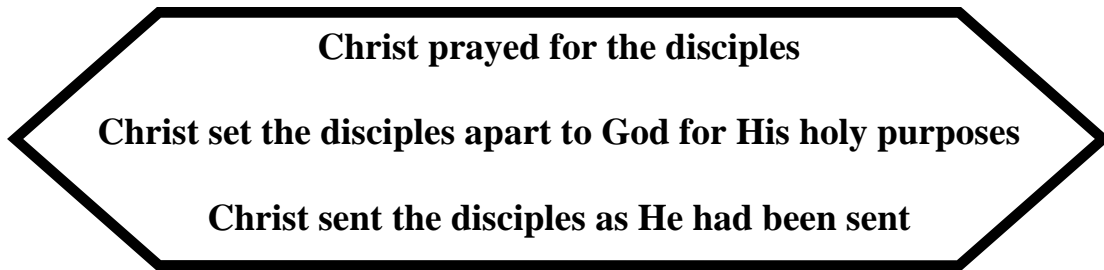 Christ prayed for the disciples
Christ set the disciples apart to God for His holy purposes
Christ sent the disciples as He had been sent